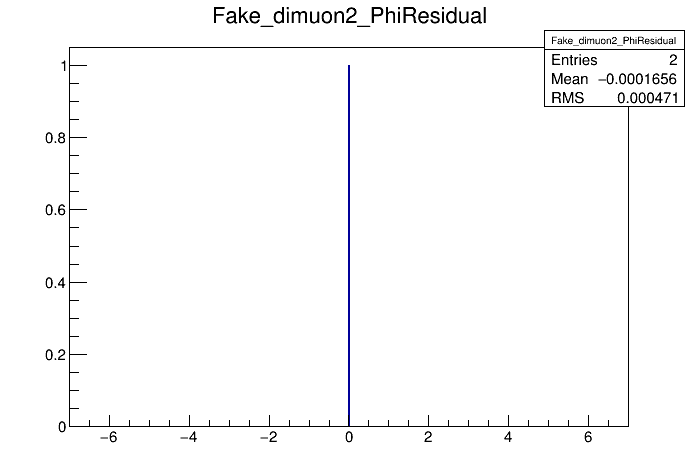 Fake_dimuon2_PhiResidual
Fake_dimuon2_PhiResidual
Entries 2
Mean −0.0001656
RMS 0.000471
1
0.8
0.6
0.4
0.2
0
−6 −4 −2 0 2 4 6